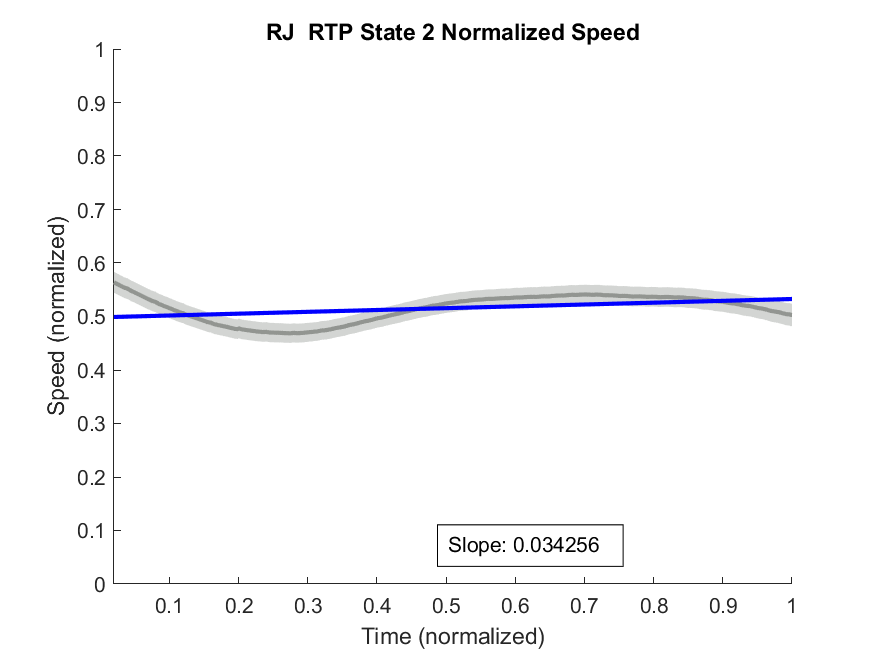 RJ  RTP State 2 Normalized Speed
1
0.9
0.8
0.7
0.6
0.5
0.4
0.3
0.2
0.1
0
Speed (normalized)
Slope: 0.034256
0.1 0.2 0.3 0.4 0.5 0.6 0.7 0.8 0.9 1
Time (normalized)